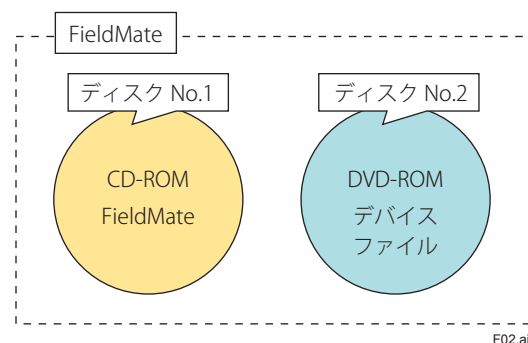 FieldMate
ディスク No.1
ディスク No.2
CD-ROM
FieldMate
DVD-ROM
デバイス
ファイル
F02.ai